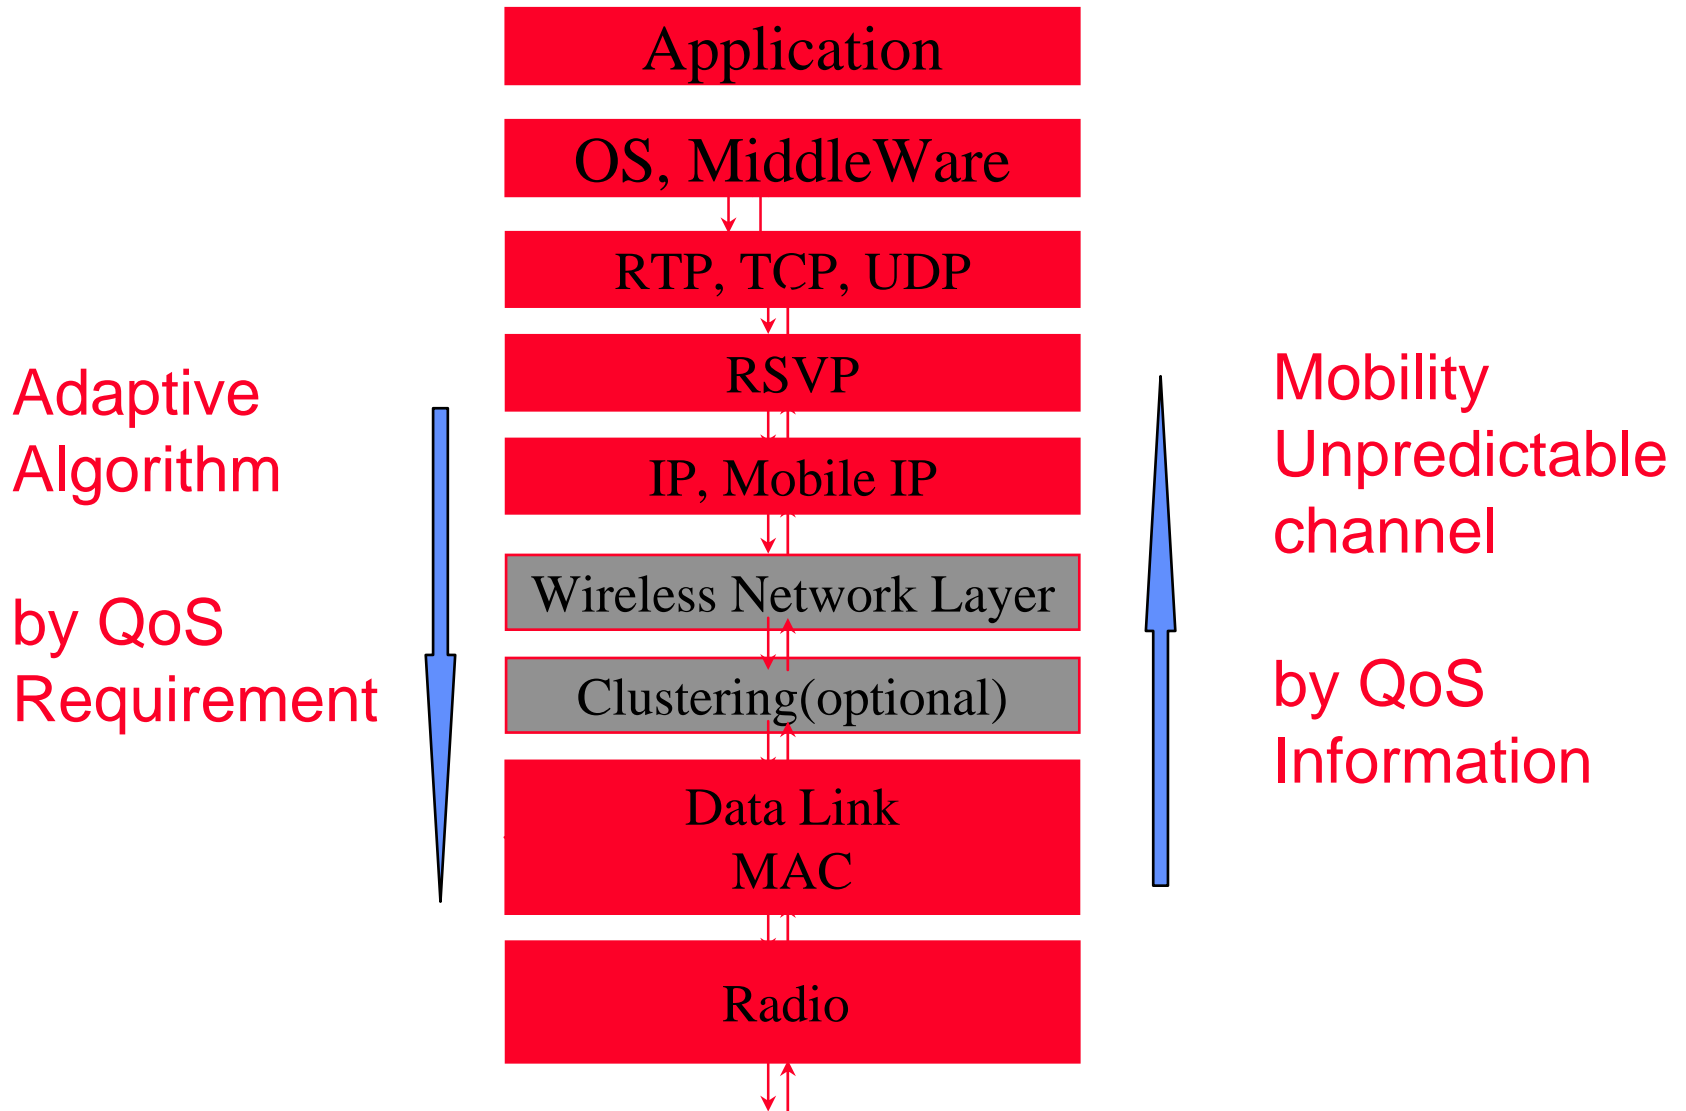 Application
OS, MiddleWare
RTP, TCP, UDP
RSVP
IP, Mobile IP
Wireless Network Layer
Clustering(optional)
Data Link
MAC
Radio
Adaptive
Algorithm
by QoS
Requirement
Mobility
Unpredictable
channel
by QoS
Information